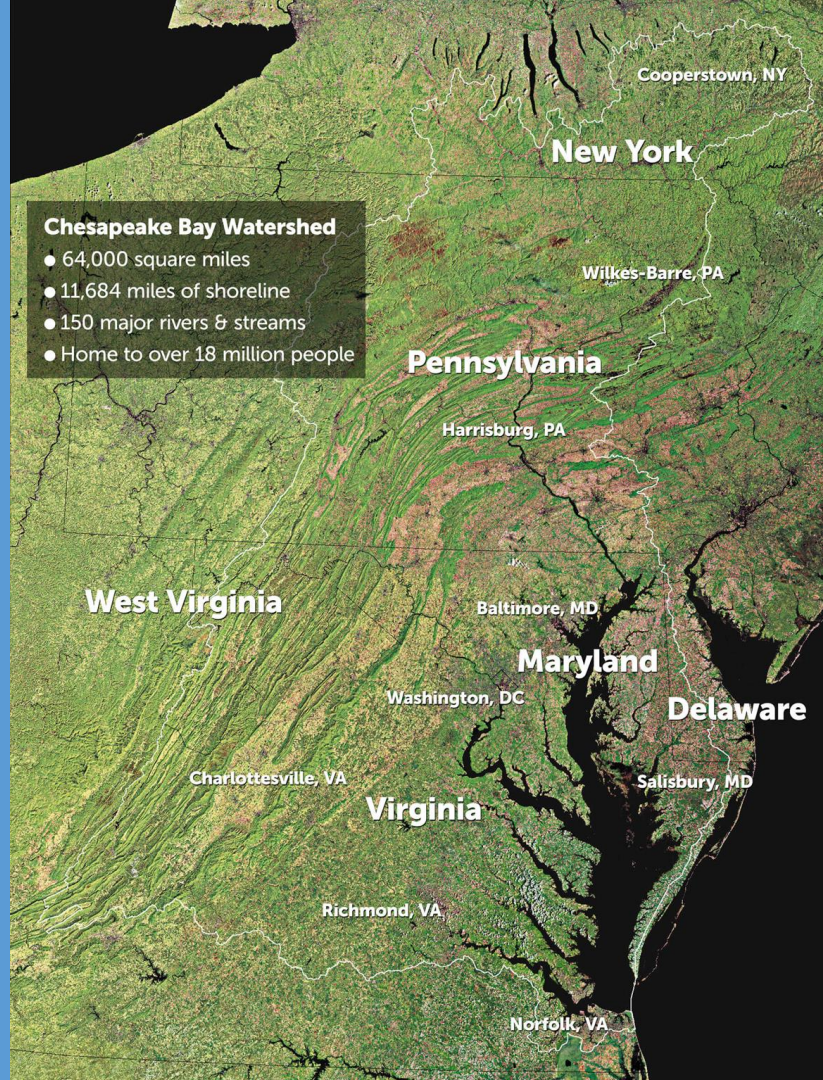 Cooperstown, NY
New York
Chesapeake Bay Watershed
● 64,000 square miles
● 11,684 miles of shoreline
● 150 major rivers & streams
● Home to over 18 million people
Wilkes-Barre, PA
Pennsylvania
Harrisburg, PA
West Virginia
Baltimore, MD
Maryland
Washington, DC
Delaware
Charlottesville, VA
Salisbury, MD
Virginia
Richmond, VA
Norfolk, VA